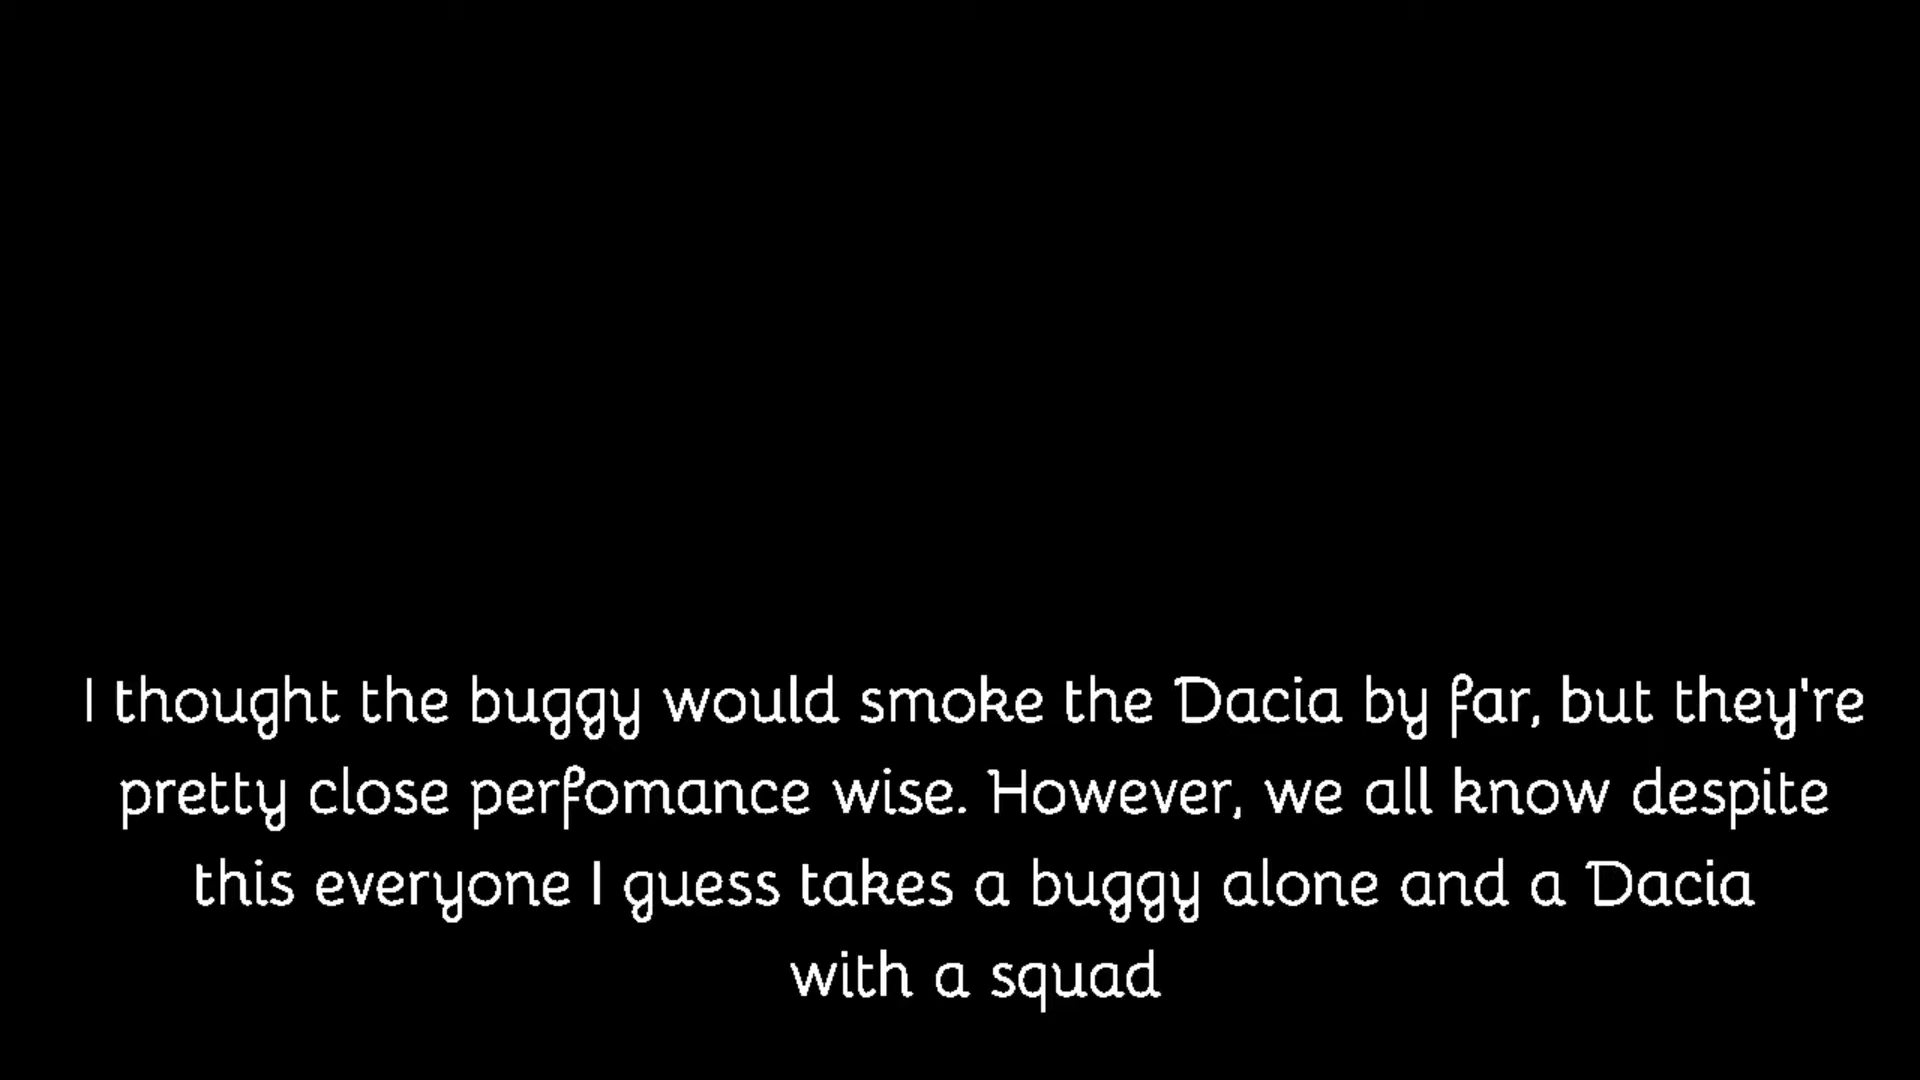 I thought the buggy would smoke the Dacia by far, but they're
pretty close perfomance wise. However, we all know despite
this everyone I guess takes a buggy alone and a Dacia
with a squad